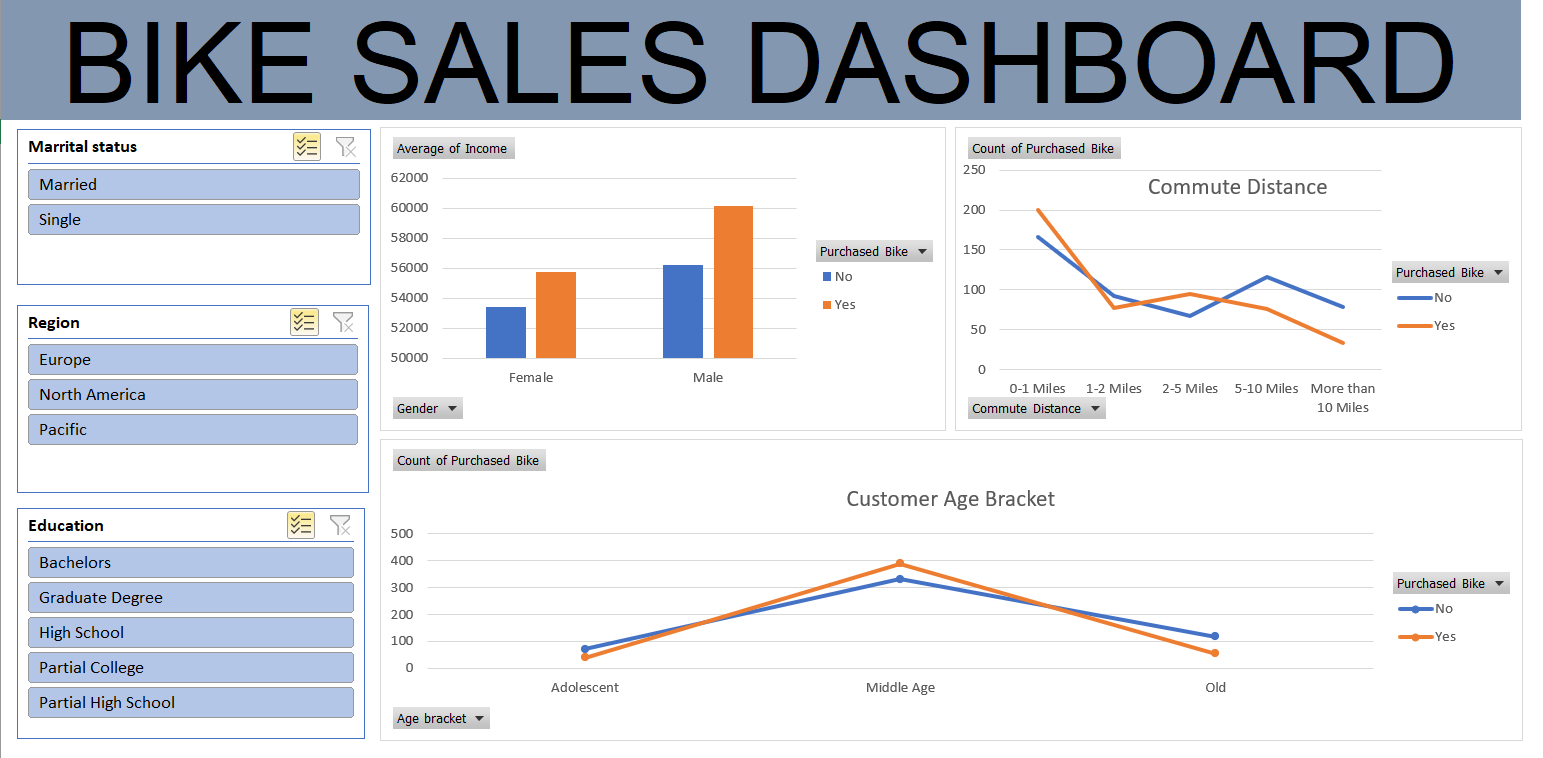 BIKE SALES DASHBOARD
Marrital status
Married
Single
Region
Europe
North America
Pacific
Education
Bachelors
Graduate Degree
High School
Partial College
Partial High School
Average of Income
62000
60000
58000
56000
54000
52000
50000
Female Male
Purchased Bike
No
Yes
Gender
Count of Purchased Bike
Commute Distance
250
200
150
100
50
0
0-1 Miles 1-2 Miles 2-5 Miles 5-10 Miles More than
10 Miles
Purchased Bike
No
Yes
Commute Distance
Count of Purchased Bike
Customer Age Bracket
500
400
300
200
100
0
Adolescent Middle Age Old
Purchased Bike
No
Yes
Age bracket